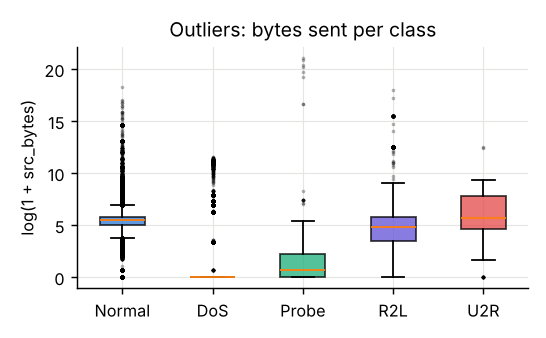 Outliers: bytes sent per class
log(1 + src_bytes)
20
15
10
5
0
Normal DoS Probe R2L U2R